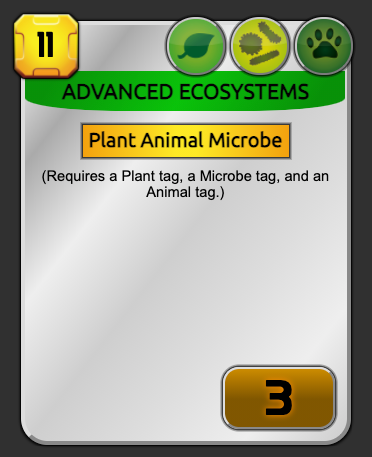 11
ADVANCED ECOSYSTEMS
Plant Animal Microbe
(Requires a Plant tag, a Microbe tag, and an
Animal tag.)
3